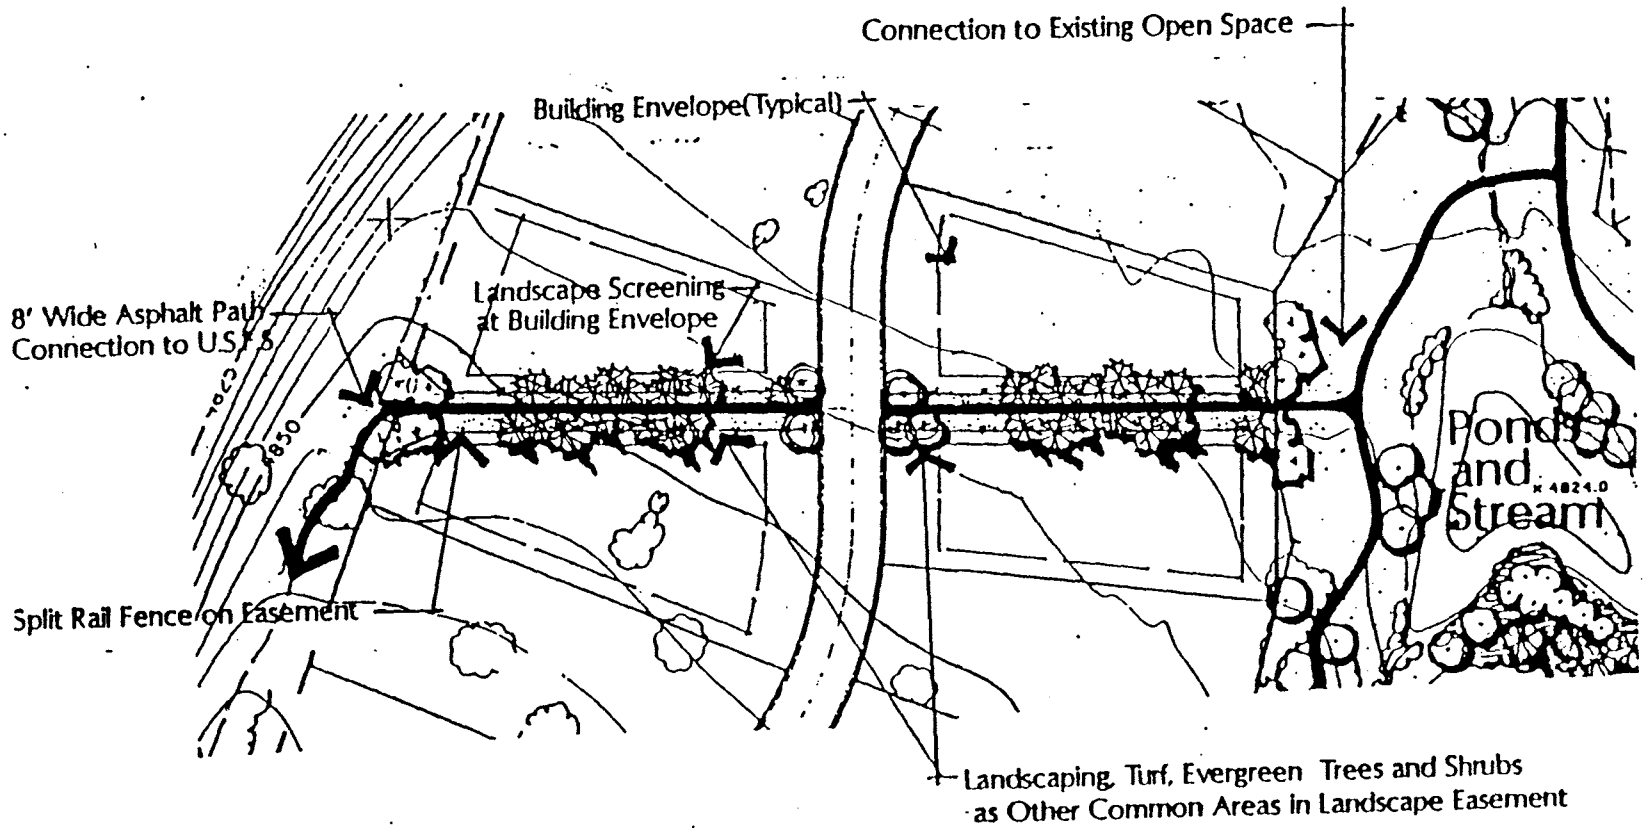 Connection to Existing Open Space
Building Envelope(Typical)
Landscape Screening
at Building Envelope
8' Wide Asphalt Path
Connection to U.S.F.S
4850
Ponds
and
Stream
x 4824.0
Split Rail Fence on Easement
Landscaping, Turf, Evergreen Trees and Shrubs
as Other Common Areas in Landscape Easement